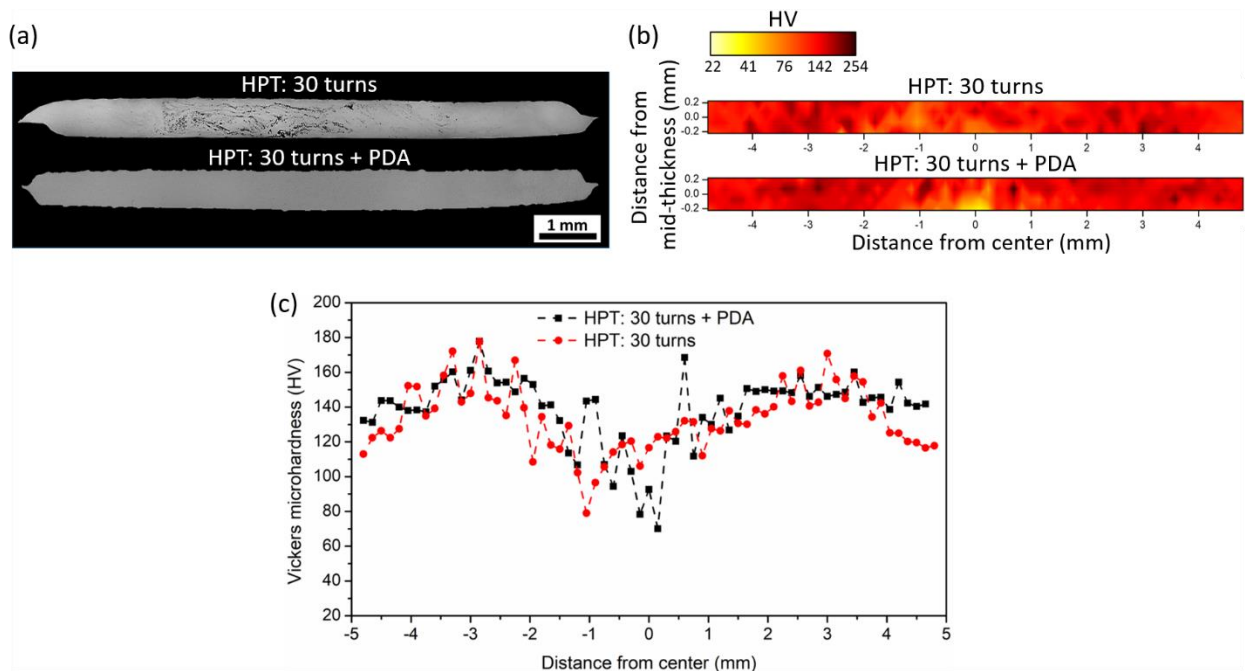 (a)
HPT: 30 turns
HPT: 30 turns + PDA
1 mm
(b)
HV
22 41 76 142 254
Distance from
mid-thickness (mm)
HPT: 30 turns
0.2
0.0
-0.2
-4 -3 -2 -1 0 1 2 3 4
HPT: 30 turns + PDA
0.2
0.0
-0.2
-4 -3 -2 -1 0 1 2 3 4
Distance from center (mm)
(c)
Vickers microhardness (HV)
200
180
160
140
120
100
80
60
40
20
HPT: 30 turns + PDA
HPT: 30 turns
-5 -4 -3 -2 -1 0 1 2 3 4 5
Distance from center (mm)